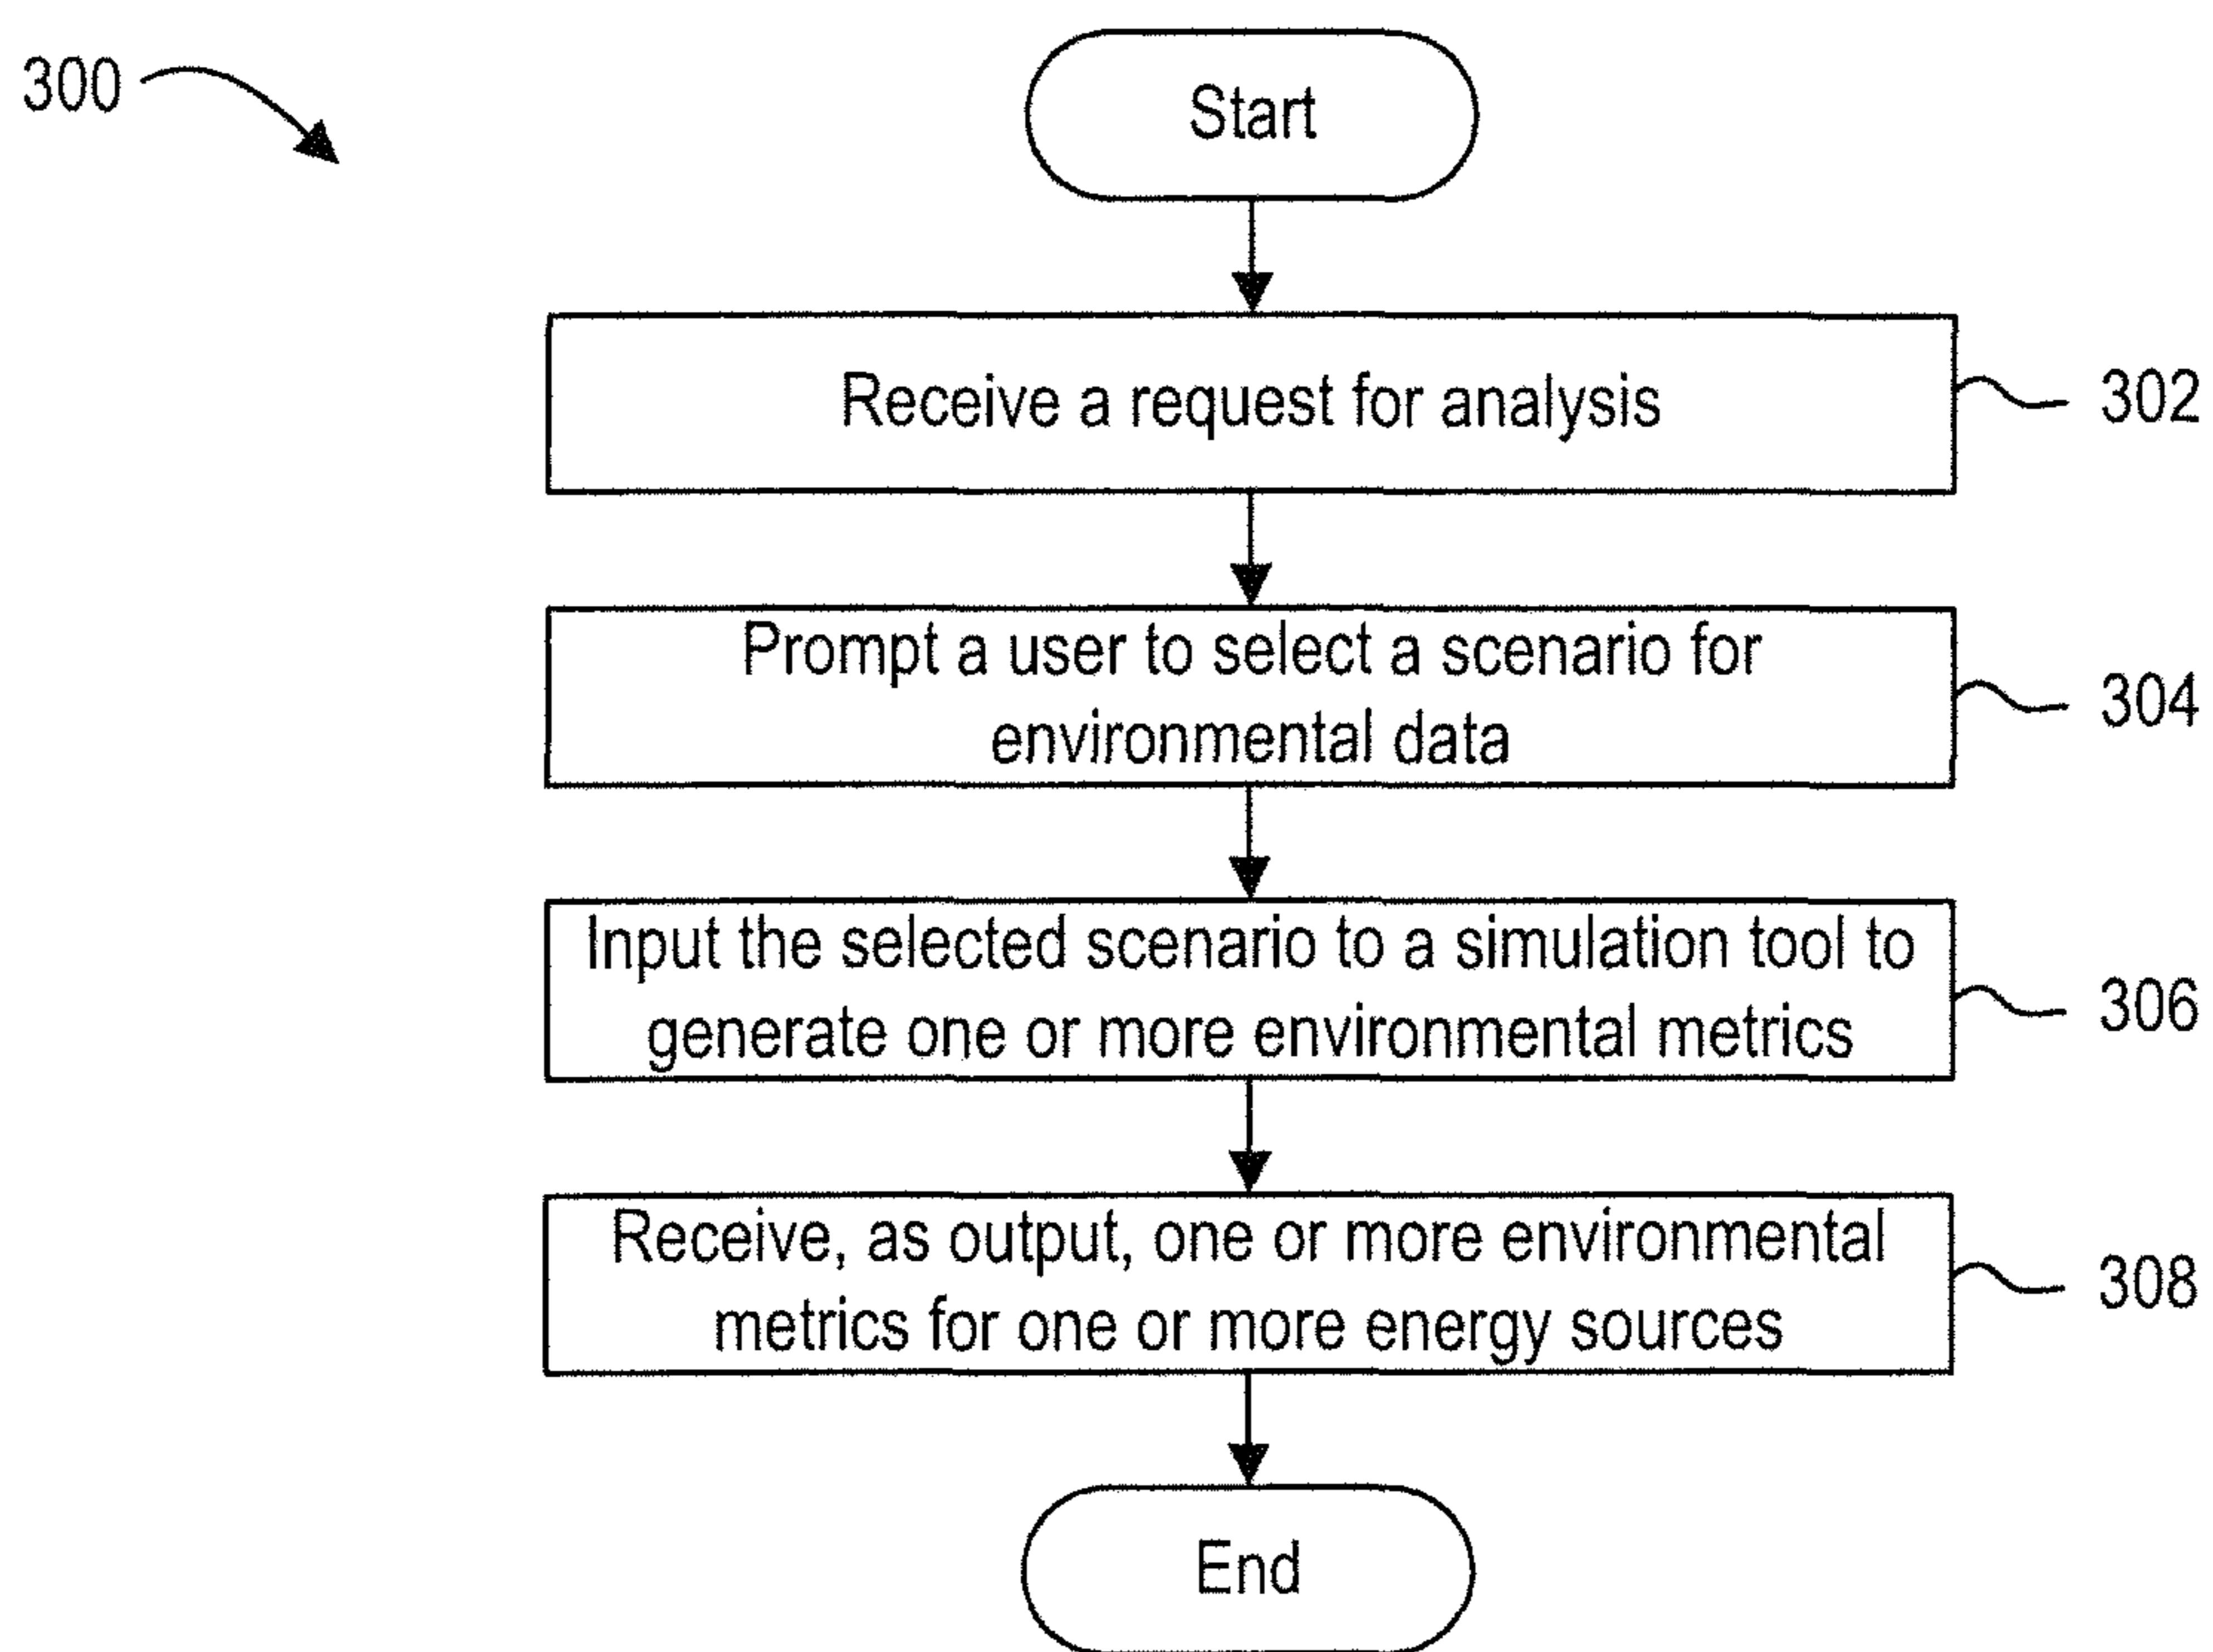 300
Start
Receive a request for analysis
302
Prompt a user to select a scenario for
environmental data
304
Input the selected scenario to a simulation tool to
generate one or more environmental metrics
306
Receive, as output, one or more environmental
metrics for one or more energy sources
308
End